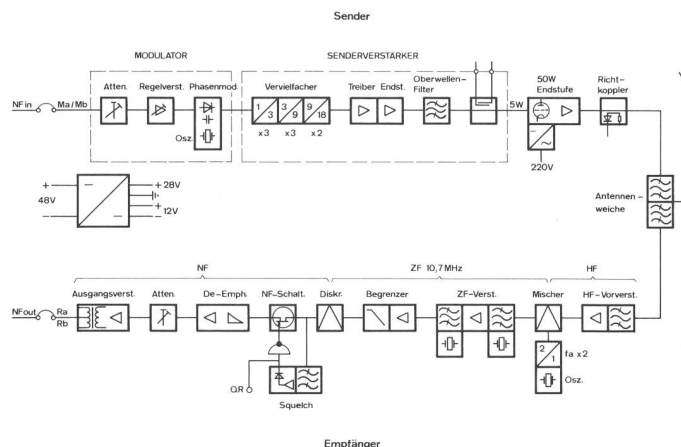 Sender
MODULATOR
SENDERVERSTÄRKER
Atten. Regelverst. Phasenmod.
Vervielfacher
Treiber Endst.
Oberwellen-
Filter
50W
Endstufe
Richt-
koppler
NFin Ma/Mb
1 3 3 9 9 18
5W
Osz.
x3 x3 x2
220V
+ 28V
48V
+ 12V
Antennen-
weiche
NF
ZF 10,7 MHz
HF
Ausgangsverst. Atten. De-Emph. NF-Schalt. Diskr. Begrenzer ZF-Verst. Mischer HF-Vorverst.
NFout Ra
Rb
2 1 fa x2
Osz.
QR
Squelch
Empfänger